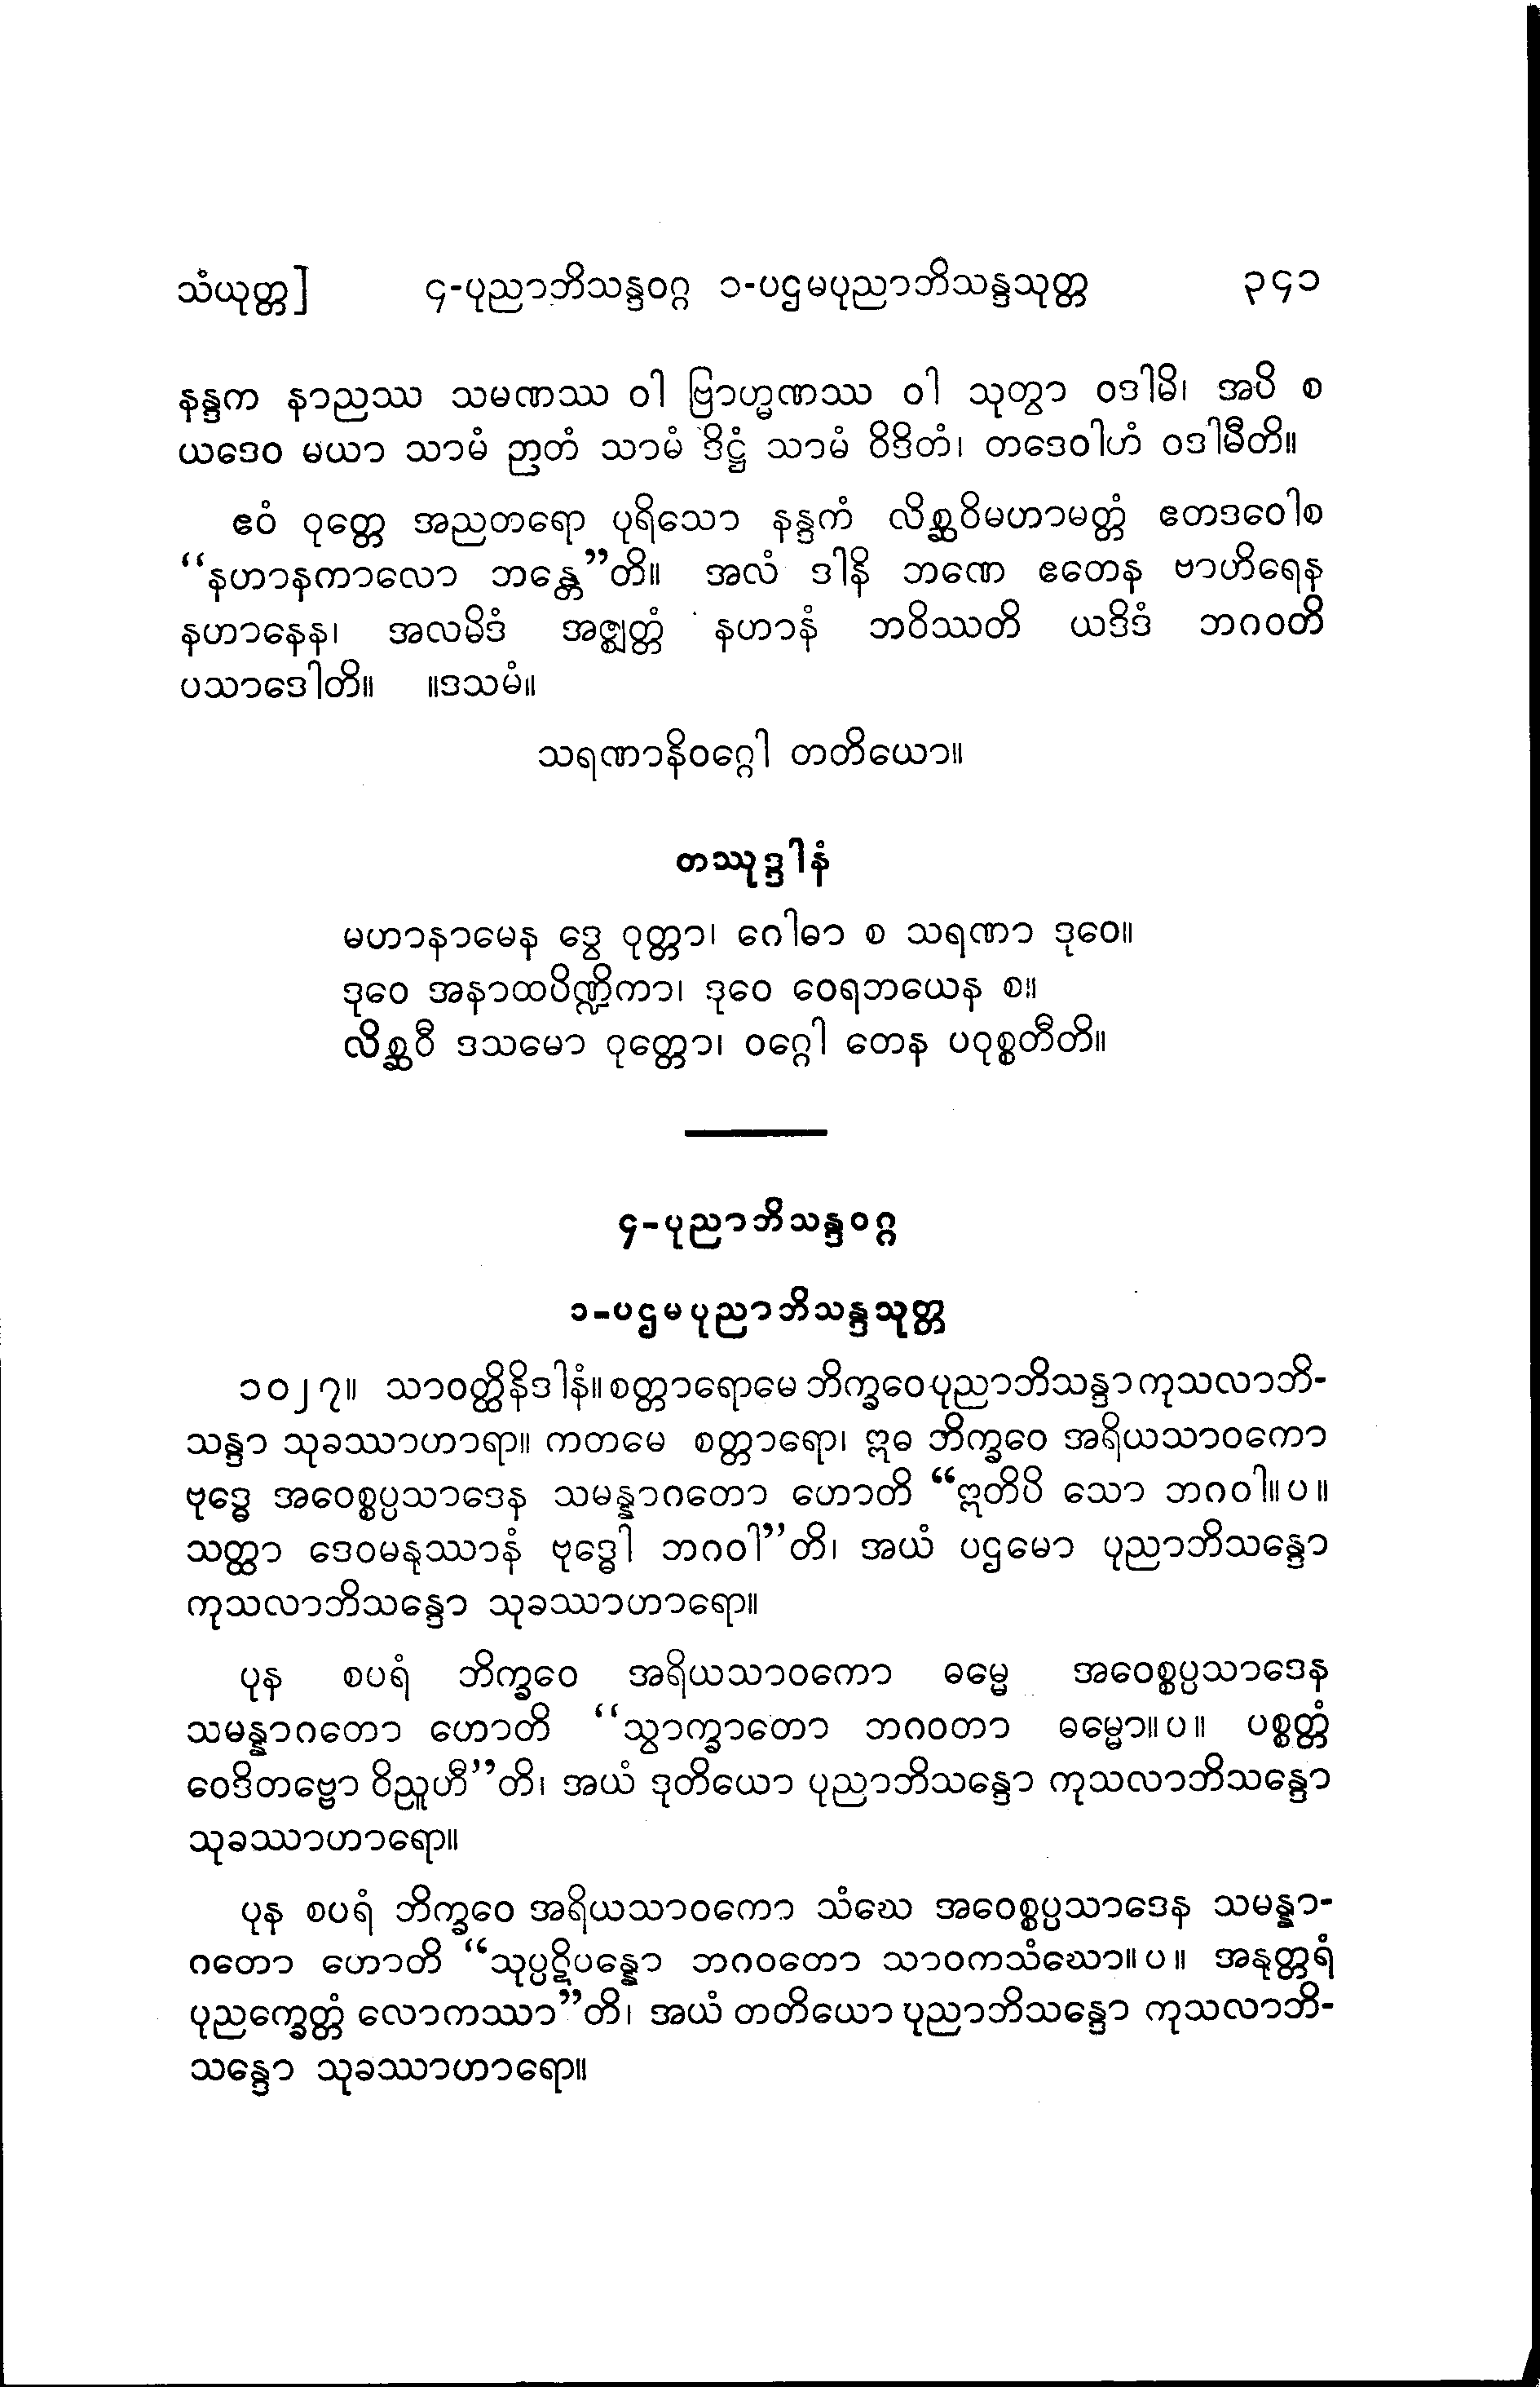 သံယုတ္တ]	၄-ပုညာဘိသန္ဒဝဂ္ဂ ၁-ပဌမပုညာဘိသန္ဒသုတ္တ	၃၄၁
နန္ဒက နာညဿ သမဏဿ ဝါ ဗြာဟ္မဏဿ ဝါ သုတွာ ဝဒါမိ၊ အပိ စ
ယဒေဝ မယာ သာမံ ဉာတံ သာမံ ဒိဋ္ဌံ သာမံ ဝိဒိတံ၊ တဒေဝါဟံ ဝဒါမီတိ။
ဧဝံ ဝုတ္တေ အညတရော ပုရိသော နန္ဒကံ လိစ္ဆဝိမဟာမတ္တံ ဧတဒဝေါစ
“နဟာနကာလော ဘန္တေ”တိ။ အလံ ဒါနိ ဘဏေ ဧတေန ဗာဟိရေန
နဟာနေန၊ အလမိဒံ အဇ္ဈတ္တံ နဟာနံ ဘဝိဿတိ ယဒိဒံ ဘဂဝတိ
ပသာဒေါတိ။ ။ဒသမံ။
သရဏာနိဝဂ္ဂေါ တတိယော။
တဿုဒ္ဒါနံ
မဟာနာမေန ဒွေ ဝုတ္တာ၊ ဂေါဓာ စ သရဏာ ဒုဝေ။
ဒုဝေ အနာထပိဏ္ဍိကာ၊ ဒုဝေ ဝေရဘယေန စ။
လိစ္ဆဝီ ဒသမော ဝုတ္တော၊ ဝဂ္ဂေါ တေန ပဝုစ္စတီတိ။
၄-ပုညာဘိသန္ဒဝဂ္ဂ
၁-ပဌမပုညာဘိသန္ဒသုတ္တ
၁၀၂၇။ သာဝတ္ထိနိဒါနံ။ စတ္တာရောမေ ဘိက္ခဝေ ပုညာဘိသန္ဒာ ကုသလာဘိ-
သန္ဒာ သုခဿာဟာရာ။ ကတမေ စတ္တာရော၊ ဣဓ ဘိက္ခဝေ အရိယသာဝကော
ဗုဒ္ဓေ အဝေစ္စပ္ပသာဒေန သမန္နာဂတော ဟောတိ “ဣတိပိ သော ဘဂဝါ။ ပ။
သတ္ထာ ဒေဝမနုဿာနံ ဗုဒ္ဓေါ ဘဂဝါ”တိ၊ အယံ ပဌမော ပုညာဘိသန္ဒော
ကုသလာဘိသန္ဒော သုခဿာဟာရော။
ပုန စပရံ ဘိက္ခဝေ အရိယသာဝကော ဓမ္မေ အဝေစ္စပ္ပသာဒေန
သမန္နာဂတော ဟောတိ “သွာက္ခာတော ဘဂဝတာ ဓမ္မော။ ပ။ ပစ္စတ္တံ
ဝေဒိတဗ္ဗော ဝိညူဟီ”တိ၊ အယံ ဒုတိယော ပုညာဘိသန္ဒော ကုသလာဘိသန္ဒော
သုခဿာဟာရော။
ပုန စပရံ ဘိက္ခဝေ အရိယသာဝကော သံဃေ အဝေစ္စပ္ပသာဒေန သမန္နာ-
ဂတော ဟောတိ “သုပ္ပဋိပန္နော ဘဂဝတော သာဝကသံဃော။ ပ။ အနုတ္တရံ
ပုညက္ခေတ္တံ လောကဿာ”တိ၊ အယံ တတိယော ပုညာဘိသန္ဒော ကုသလာဘိ-
သန္ဒော သုခဿာဟာရော။